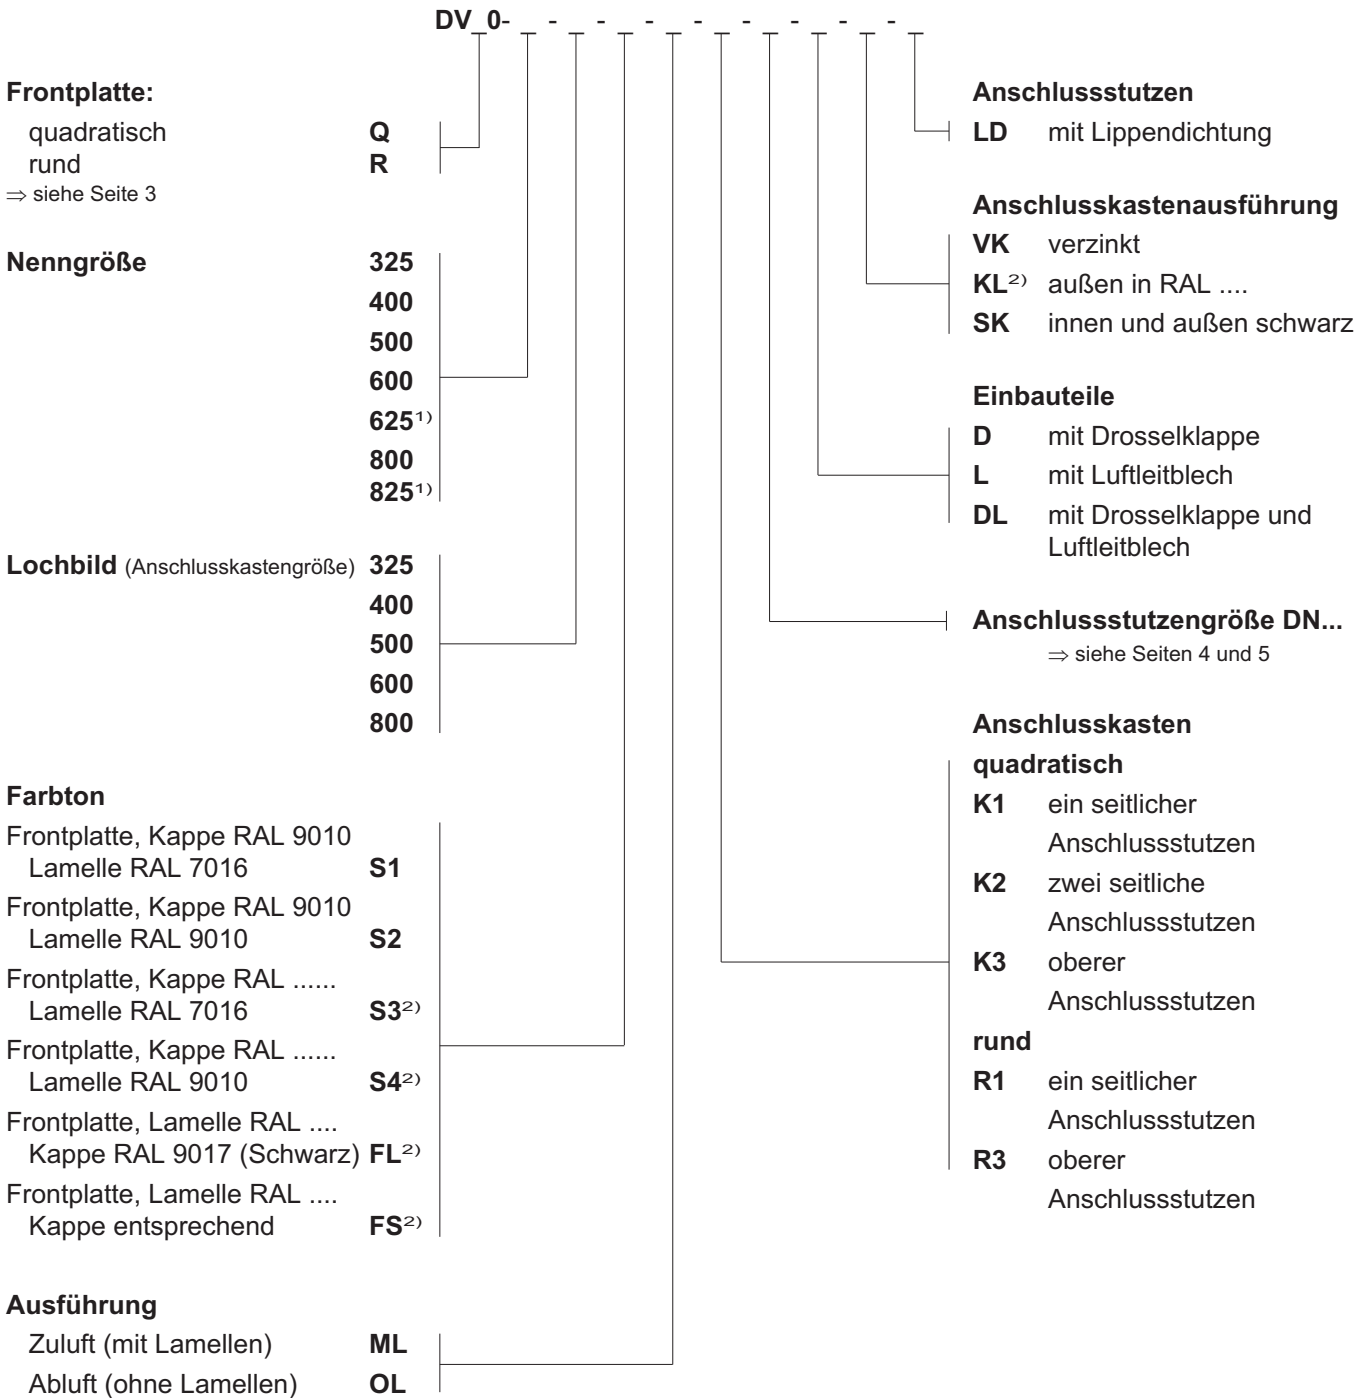 DV_0-_-_-_-_-_-_-_-_-_
Frontplatte:
quadratisch Q
rund R
⇒ siehe Seite 3
Nenngröße 325
400
500
600
625¹⁾
800
825¹⁾
Lochbild (Anschlusskastengröße) 325
400
500
600
800
Farbton
Frontplatte, Kappe RAL 9010
Lamelle RAL 7016 S1
Frontplatte, Kappe RAL 9010
Lamelle RAL 9010 S2
Frontplatte, Kappe RAL ......
Lamelle RAL 7016 S3²⁾
Frontplatte, Kappe RAL ......
Lamelle RAL 9010 S4²⁾
Frontplatte, Lamelle RAL ....
Kappe RAL 9017 (Schwarz) FL²⁾
Frontplatte, Lamelle RAL ....
Kappe entsprechend FS²⁾
Ausführung
Zuluft (mit Lamellen) ML
Abluft (ohne Lamellen) OL
Anschlussstutzen
LD mit Lippendichtung
Anschlusskastenausführung
VK verzinkt
KL²⁾ außen in RAL ....
SK innen und außen schwarz
Einbauteile
D mit Drosselklappe
L mit Luftleitblech
DL mit Drosselklappe und
Luftleitblech
Anschlussstutzengröße DN...
⇒ siehe Seiten 4 und 5
Anschlusskasten
quadratisch
K1 ein seitlicher
Anschlussstutzen
K2 zwei seitliche
Anschlussstutzen
K3 oberer
Anschlussstutzen
rund
R1 ein seitlicher
Anschlussstutzen
R3 oberer
Anschlussstutzen